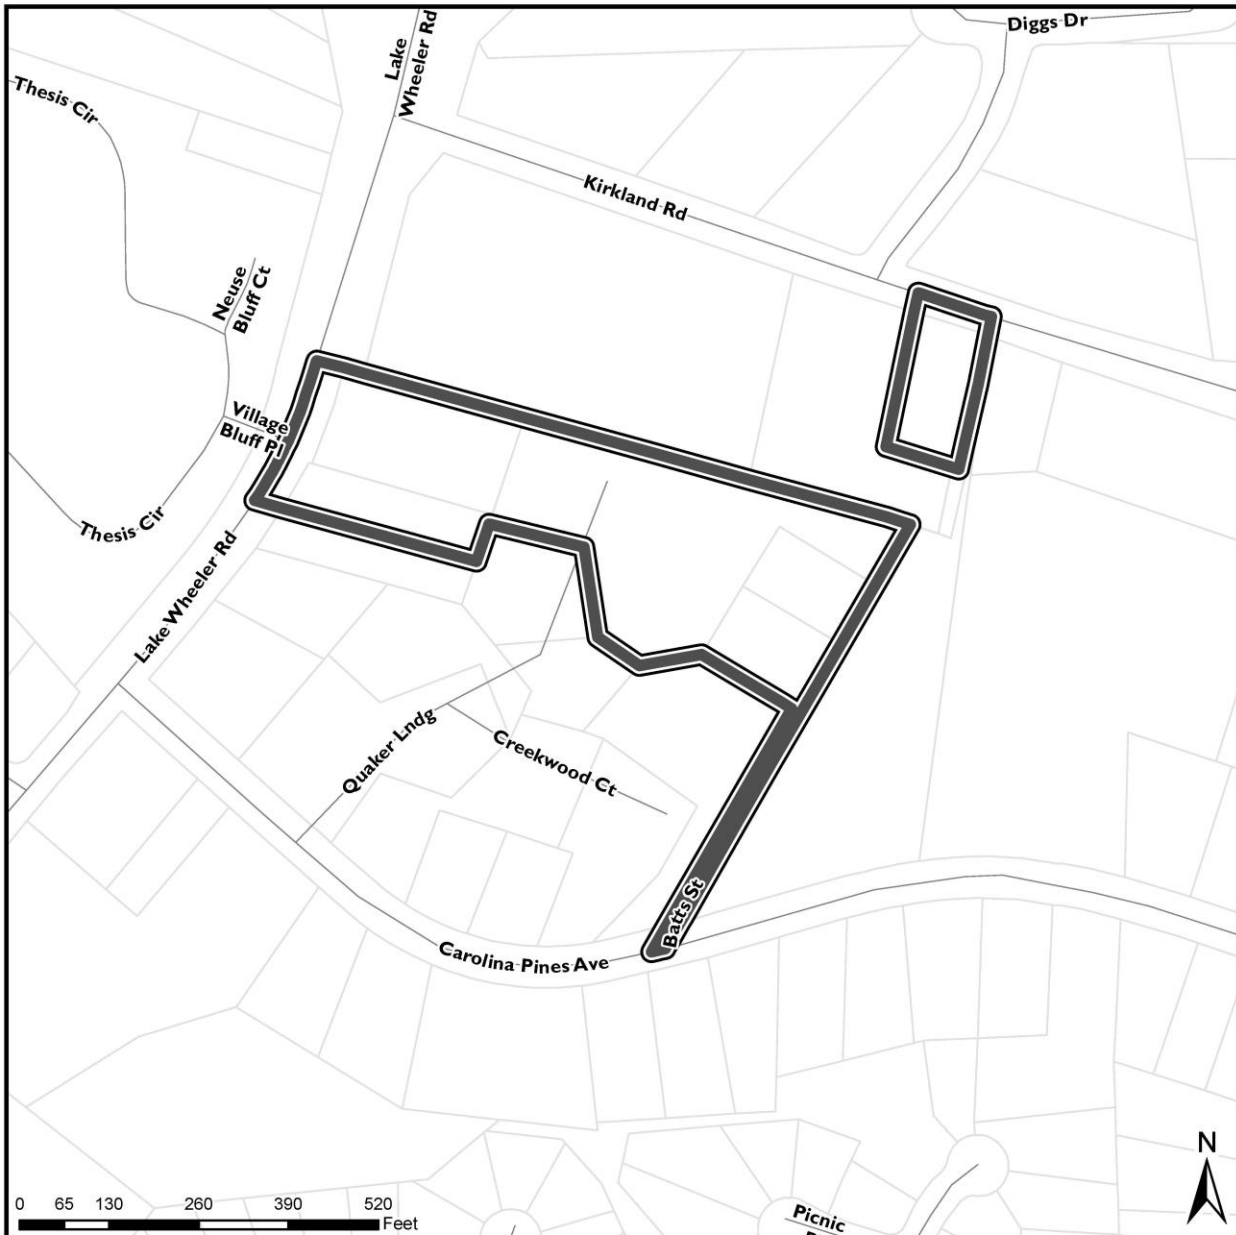 Diggs Dr
Lake
Wheeler Rd
Thesis Cir
Kirkland Rd
Neuse
Bluff Ct
Village
Bluff Pl
Thesis Cir
Lake Wheeler Rd
Quaker Lndg
Creekwood Ct
Batts St
Carolina Pines Ave
N
0 65 130 260 390 520
Feet
Picnic